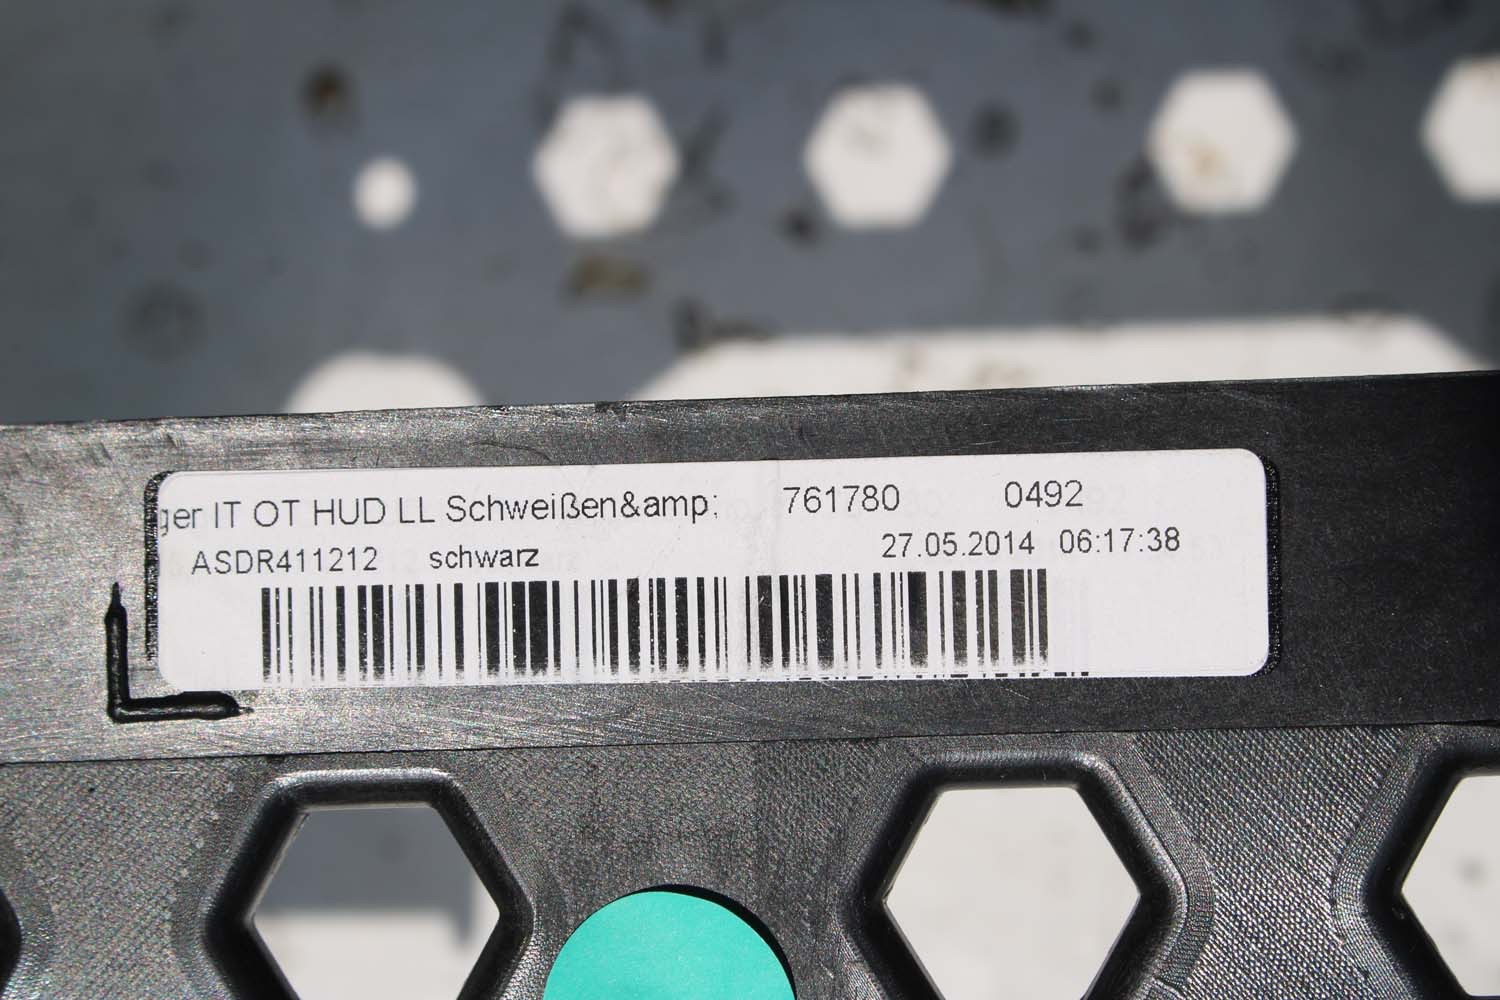 ger IT OT HUD LL Schweißen&amp; 761780 0492
ASDR411212 schwarz 27.05.2014 06:17:38